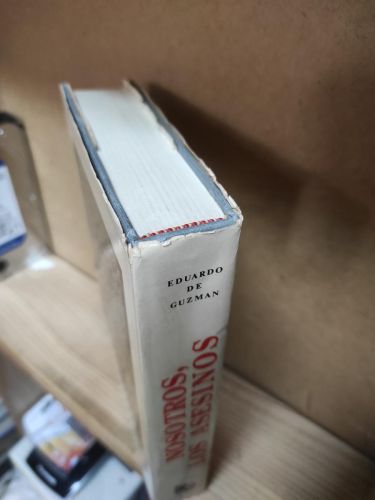 EDUARDO
DE
GUZMAN
NOSOTROS,
LOS ASESINOS